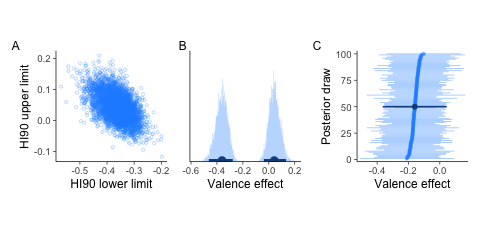 A
B
C
HI90 upper limit
0.2
0.1
0.0
-0.1
-0.5
-0.4
-0.3
-0.2
HI90 lower limit
-0.6
-0.4
-0.2
0.0
0.2
Valence effect
Posterior draw
100
75
50
25
0
-0.4
-0.2
0.0
Valence effect